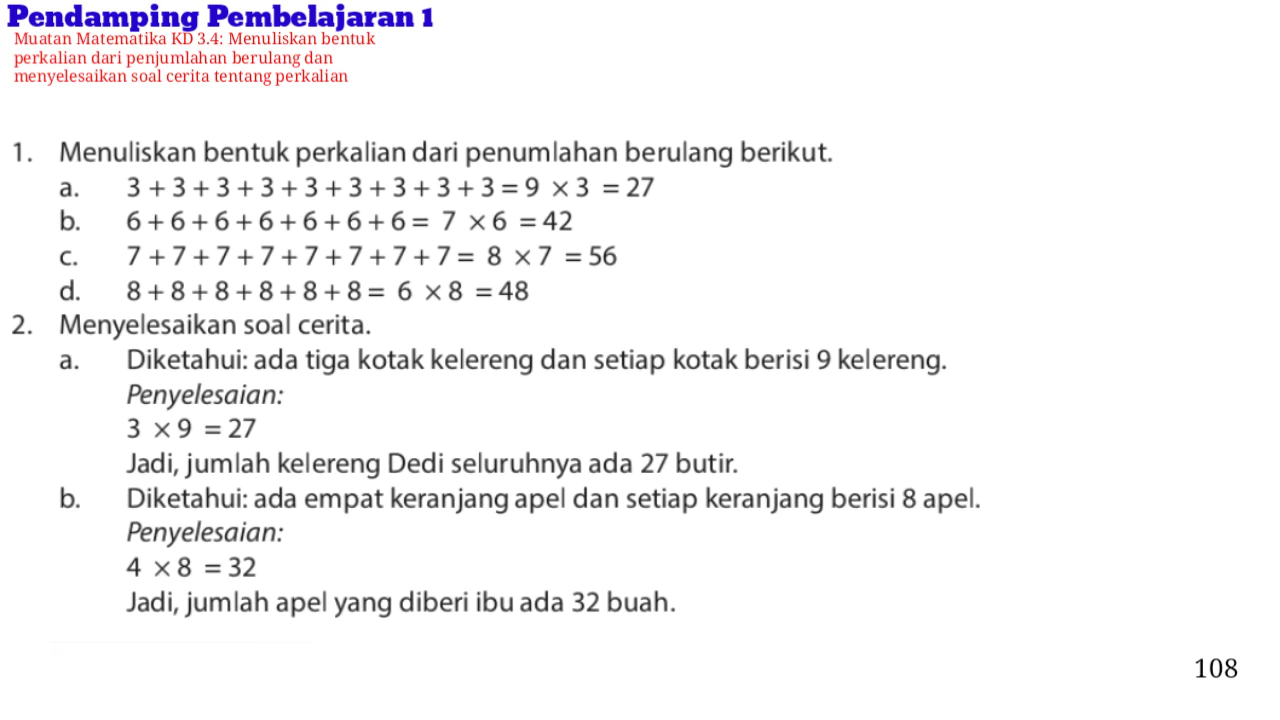 Pendamping Pembelajaran 1
Muatan Matematika KD 3.4: Menuliskan bentuk
perkalian dari penjumlahan berulang dan
menyelesaikan soal cerita tentang perkalian
1. Menuliskan bentuk perkalian dari penumlahan berulang berikut.
a. 3 + 3 + 3 + 3 + 3 + 3 + 3 + 3 + 3 = 9 × 3 = 27
b. 6 + 6 + 6 + 6 + 6 + 6 + 6 = 7 × 6 = 42
c. 7 + 7 + 7 + 7 + 7 + 7 + 7 + 7 = 8 × 7 = 56
d. 8 + 8 + 8 + 8 + 8 + 8 = 6 × 8 = 48
2. Menyelesaikan soal cerita.
a. Diketahui: ada tiga kotak kelereng dan setiap kotak berisi 9 kelereng.
Penyelesaian:
3 × 9 = 27
Jadi, jumlah kelereng Dedi seluruhnya ada 27 butir.
b. Diketahui: ada empat keranjang apel dan setiap keranjang berisi 8 apel.
Penyelesaian:
4 × 8 = 32
Jadi, jumlah apel yang diberi ibu ada 32 buah.
108